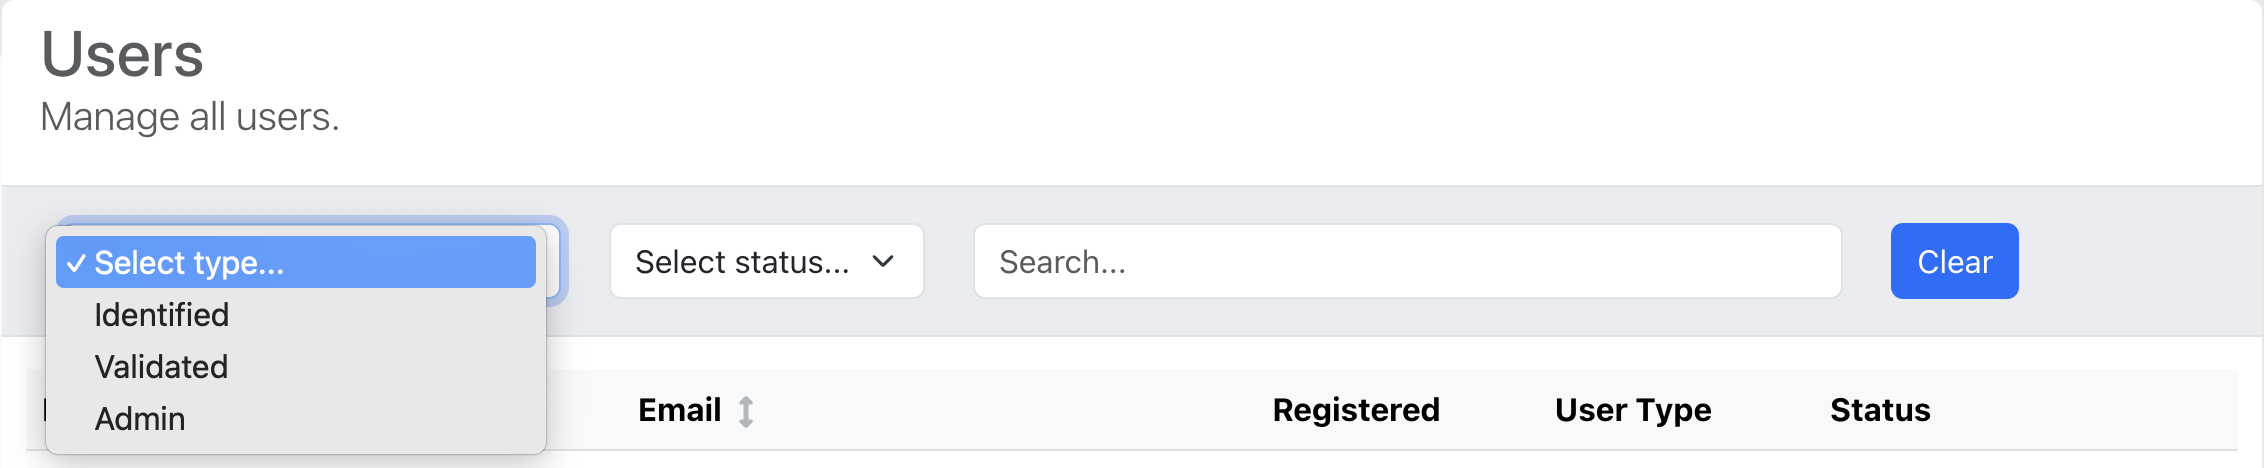 Users
Manage all users.
✓ Select type...
Identified
Validated
Admin
Select status...
Search...
Clear
Email
Registered
User Type
Status